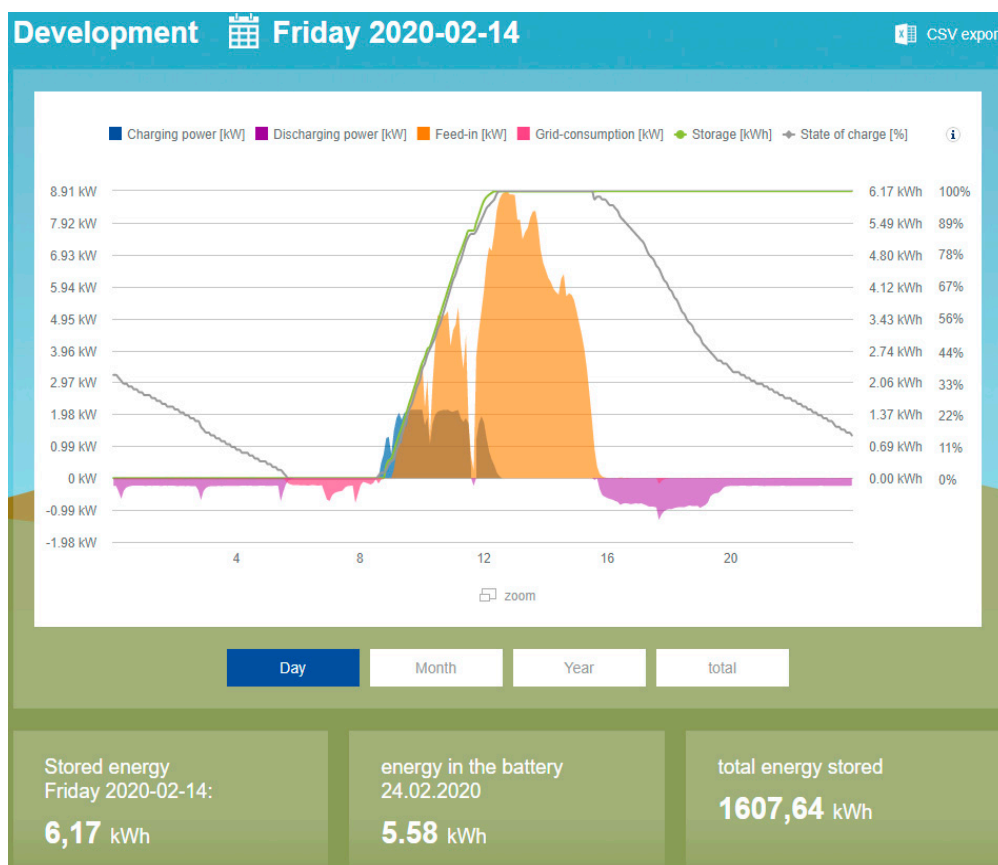 Development Friday 2020-02-14 CSV expor
Charging power [kW] Discharging power [kW] Feed-in [kW] Grid-consumption [kW] Storage [kWh] State of charge [%] i
8.91 kW 6.17 kWh 100%
7.92 kW 5.49 kWh 89%
6.93 kW 4.80 kWh 78%
5.94 kW 4.12 kWh 67%
4.95 kW 3.43 kWh 56%
3.96 kW 2.74 kWh 44%
2.97 kW 2.06 kWh 33%
1.98 kW 1.37 kWh 22%
0.99 kW 0.69 kWh 11%
0 kW 0.00 kWh 0%
-0.99 kW
-1.98 kW
4 8 12 16 20
zoom
Day Month Year total
Stored energy
Friday 2020-02-14:
6,17 kWh
energy in the battery
24.02.2020
5.58 kWh
total energy stored
1607,64 kWh